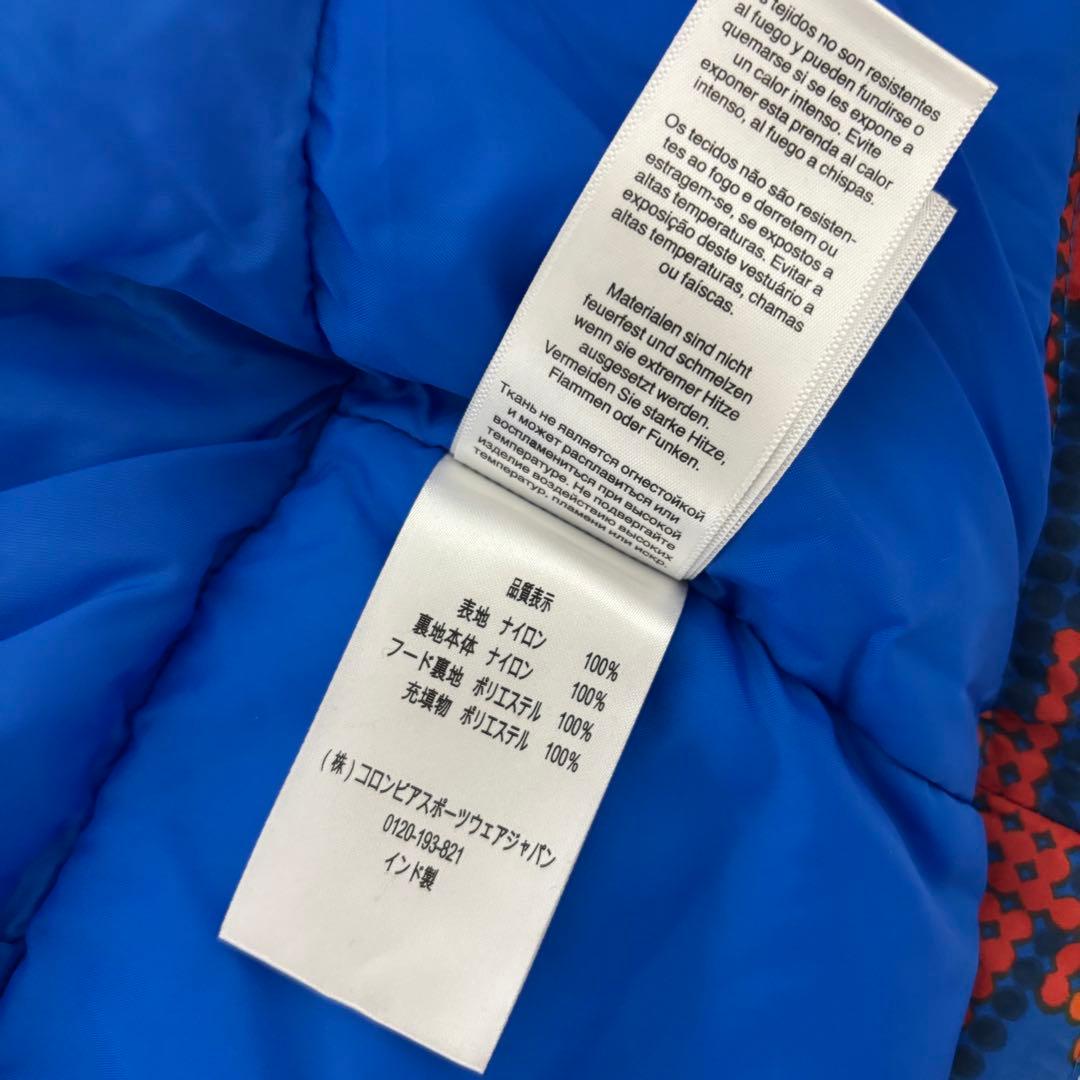 tejidos no son resistentes
al fuego y pueden fundirse o
quemarse si se les expone a
un calor intenso. Evite
exponer esta prenda al calor
intenso, al fuego a chispas.
Os tecidos não são resisten-
tes ao fogo e derretem ou
estragem-se, se expostos a
altas temperaturas. Evitar a
exposição deste vestuário a
altas temperaturas, chamas
ou faíscas.
Materialen sind nicht
feuerfest und schmelzen
wenn sie extremer Hitze
ausgesetzt werden.
Vermeiden Sie starke Hitze,
Flammen oder Funken.
Ткань не является огнестойкой
и может расплавиться или
воспламениться при высокой
температуре. Не подвергайте
изделие воздействию высоких
температур, пламени или искр.
品質表示
表地 ナイロン 100%
裏地本体 ナイロン 100%
フード裏地 ポリエステル 100%
充填物 ポリエステル 100%
(株)コロンビアスポーツウェアジャパン
0120-193-821
インド製